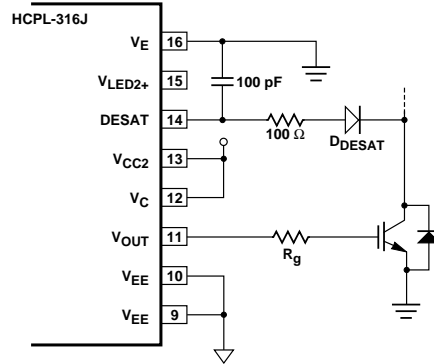 HCPL-316J
VE 16
VLED2+ 15
DESAT 14
VCC2 13
VC 12
VOUT 11
VEE 10
VEE 9
100 pF
100 Ω
DDESAT
Rg